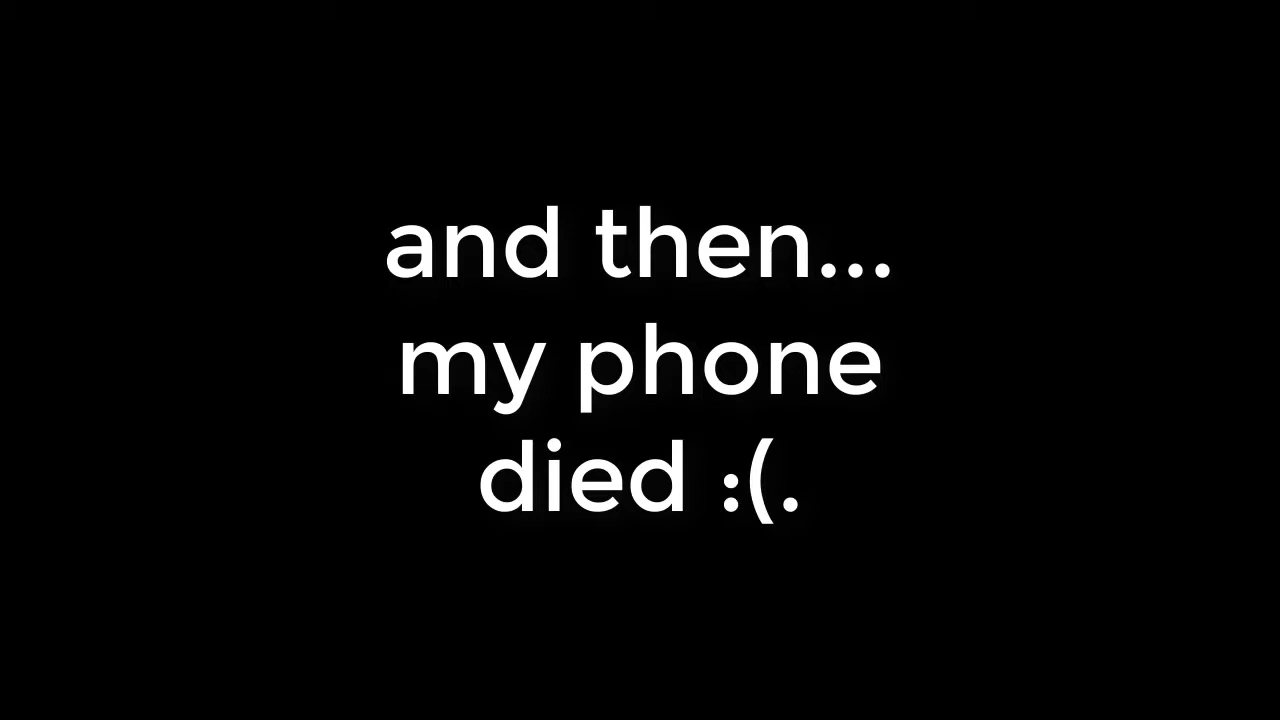 and then...
my phone
died :(.